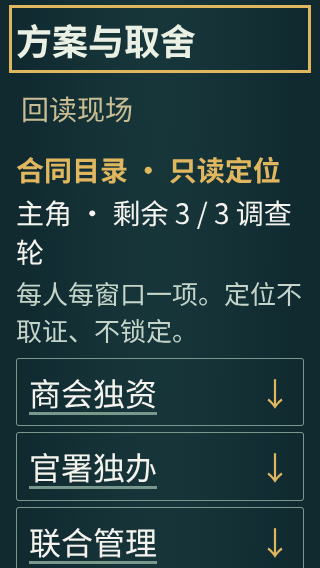 方案与取舍
回读现场
合同目录 · 只读定位
主角 · 剩余 3 / 3 调查
轮
每人每窗口一项。定位不
取证、不锁定。
商会独资 ↓
官署独办 ↓
联合管理 ↓